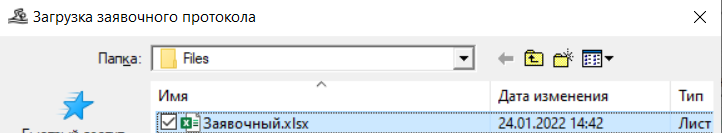 Загрузка заявочного протокола
Папка: Files
Имя Дата изменения Тип
Заявочный.xlsx 24.01.2022 14:42 Лист